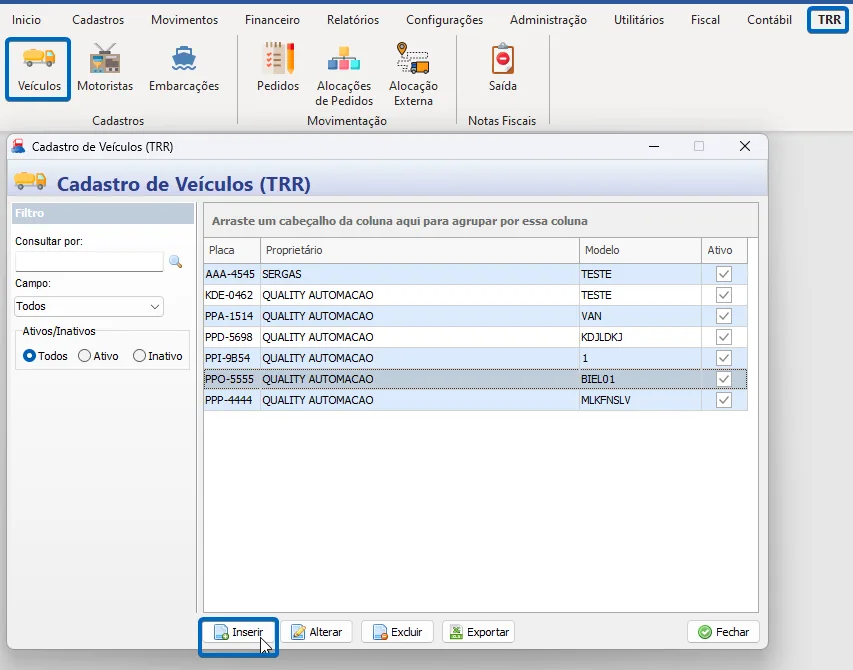 Inicio Cadastros Movimentos Financeiro Relatórios Configurações Administração Utilitários Fiscal Contábil TRR
Veículos Motoristas Embarcações Pedidos Alocações de Pedidos Alocação Externa Saída
Cadastros Movimentação Notas Fiscais
Cadastro de Veículos (TRR)
Cadastro de Veículos (TRR)
Filtro
Consultar por:
Campo:
Todos
Ativos/Inativos
Todos Ativo Inativo
Arraste um cabeçalho da coluna aqui para agrupar por essa coluna
Placa Proprietário Modelo Ativo
AAA-4545 SERGAS TESTE
KDE-0462 QUALITY AUTOMACAO TESTE
PPA-1514 QUALITY AUTOMACAO VAN
PPD-5698 QUALITY AUTOMACAO KDJLDKJ
PPI-9B54 QUALITY AUTOMACAO 1
PPO-5555 QUALITY AUTOMACAO BIEL01
PPP-4444 QUALITY AUTOMACAO MLKFNSLV
Inserir Alterar Excluir Exportar Fechar